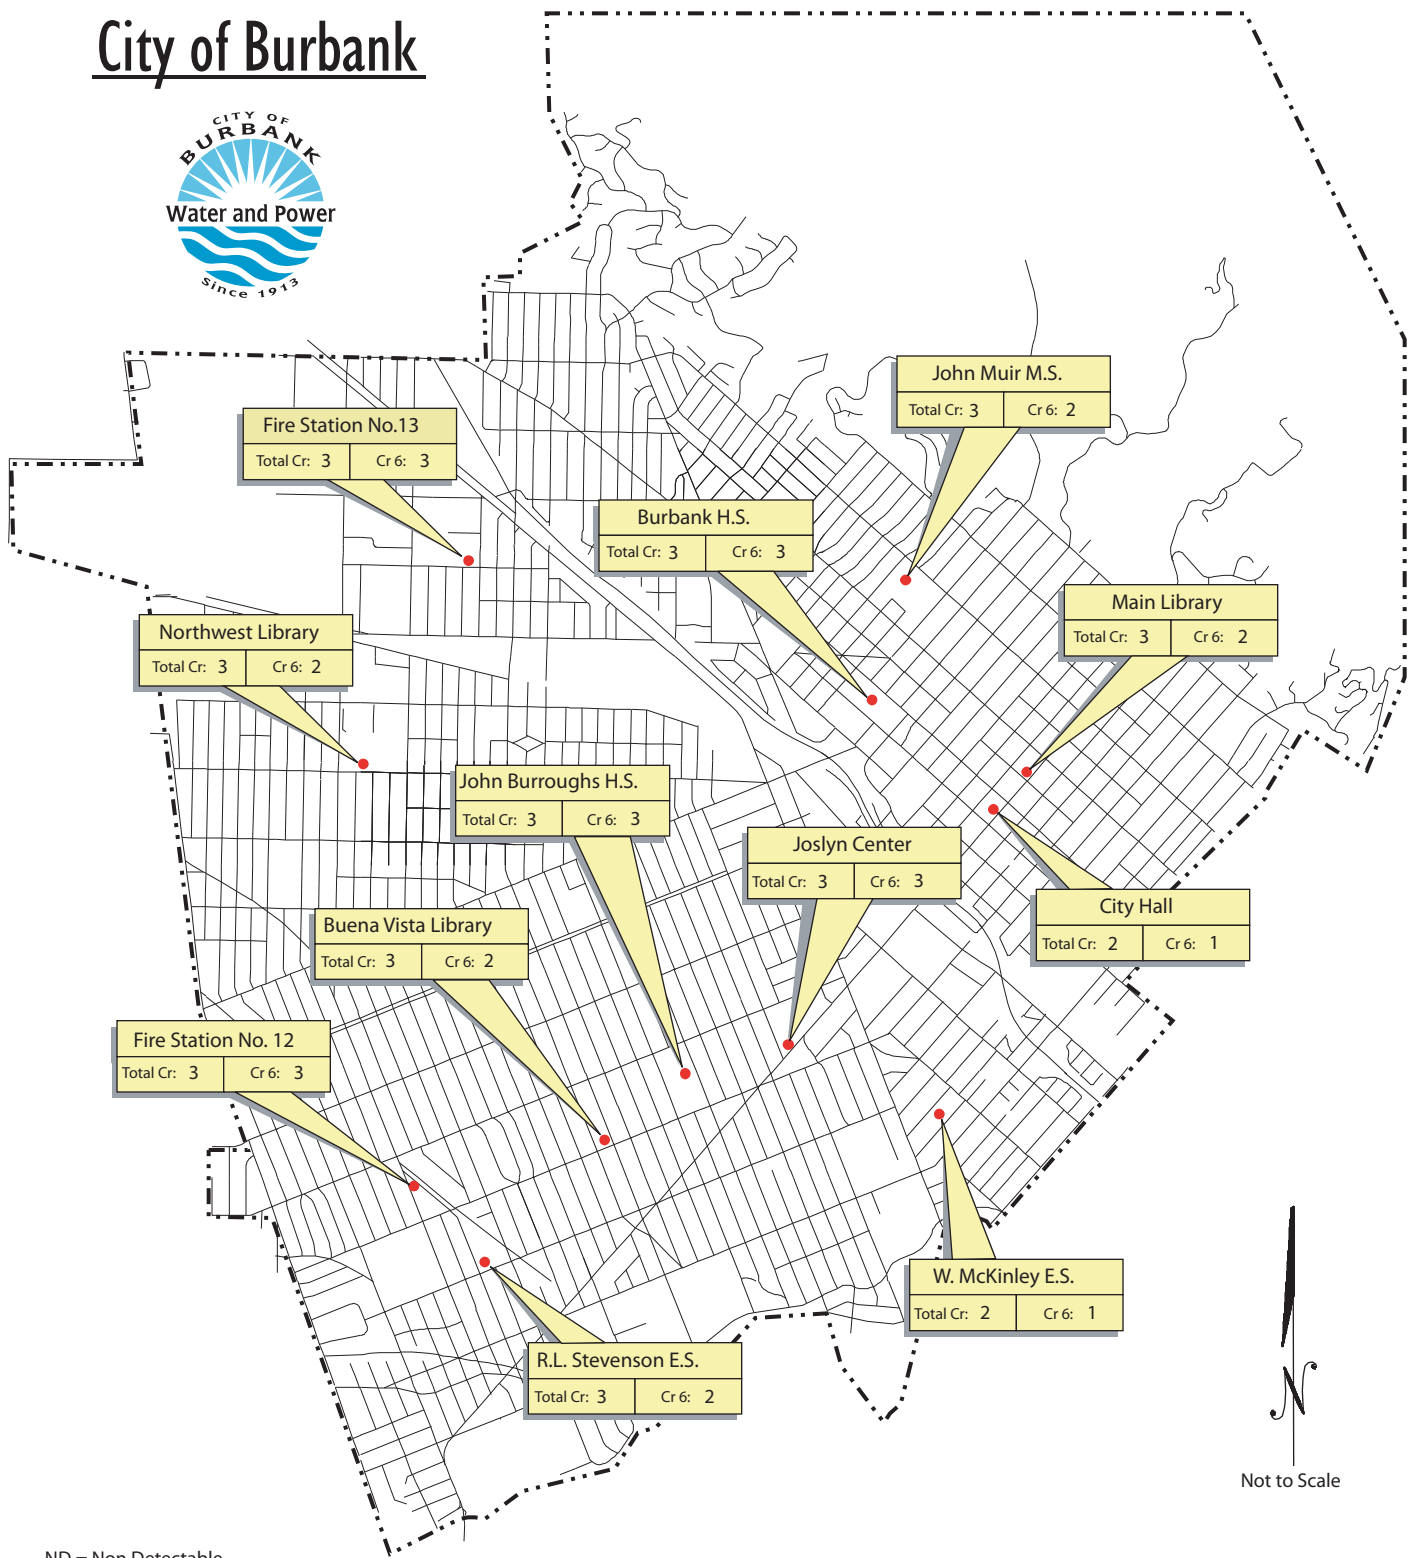 City of Burbank
CITY OF
BURBANK
Water and Power
Since 1913
John Muir M.S.
Total Cr: 3 Cr 6: 2
Fire Station No.13
Total Cr: 3 Cr 6: 3
Burbank H.S.
Total Cr: 3 Cr 6: 3
Main Library
Total Cr: 3 Cr 6: 2
Northwest Library
Total Cr: 3 Cr 6: 2
John Burroughs H.S.
Total Cr: 3 Cr 6: 3
Joslyn Center
Total Cr: 3 Cr 6: 3
City Hall
Total Cr: 2 Cr 6: 1
Buena Vista Library
Total Cr: 3 Cr 6: 2
Fire Station No. 12
Total Cr: 3 Cr 6: 3
W. McKinley E.S.
Total Cr: 2 Cr 6: 1
R.L. Stevenson E.S.
Total Cr: 3 Cr 6: 2
N
Not to Scale
ND = Non Detectable